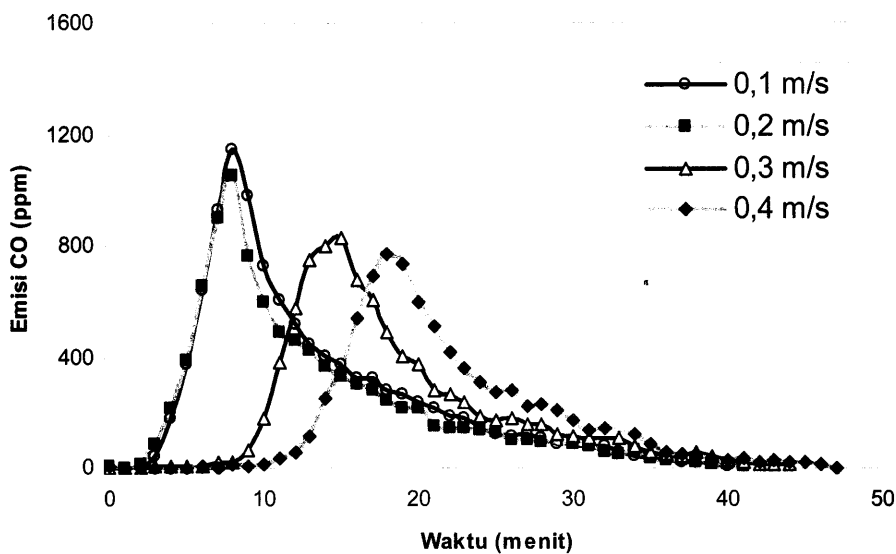 1600
1200
800
400
0
Emisi CO (ppm)
0,1 m/s
0,2 m/s
0,3 m/s
0,4 m/s
0 10 20 30 40 50
Waktu (menit)